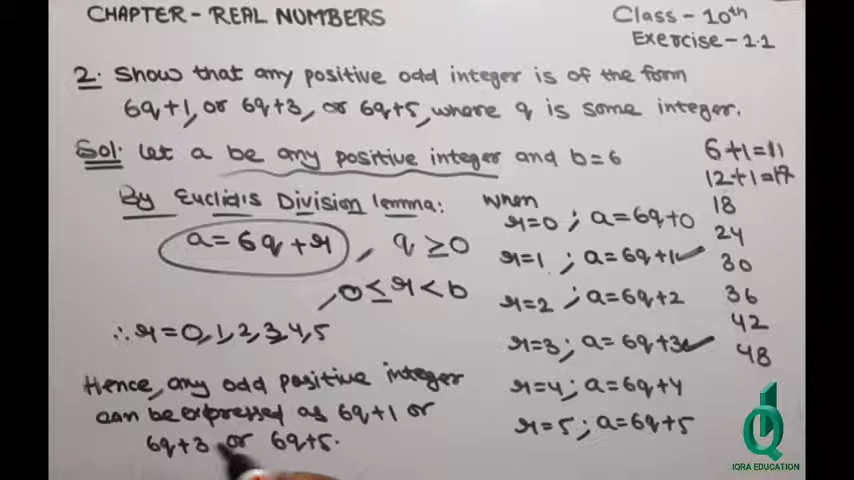 CHAPTER - REAL NUMBERS
Class - 10th
Exercise - 1.1
2. Show that any positive odd integer is of the form
6q+1, or 6q+3, or 6q+5, where q is some integer.
Sol. Let a be any positive integer and b=6
By Euclid's Division lemma:
a = 6q + r , q ≥ 0
, 0 ≤ r < b
∴ r = 0, 1, 2, 3, 4, 5
Hence, any odd positive integer
can be expressed as 6q+1 or
6q+3 or 6q+5.
when
r=0 ; a=6q+0
r=1 ; a=6q+1 ✓
r=2 ; a=6q+2
r=3 ; a=6q+3 ✓
r=4 ; a=6q+4
r=5 ; a=6q+5
6+1=11
12+1=17
18
24
30
36
42
48
IQRA EDUCATION